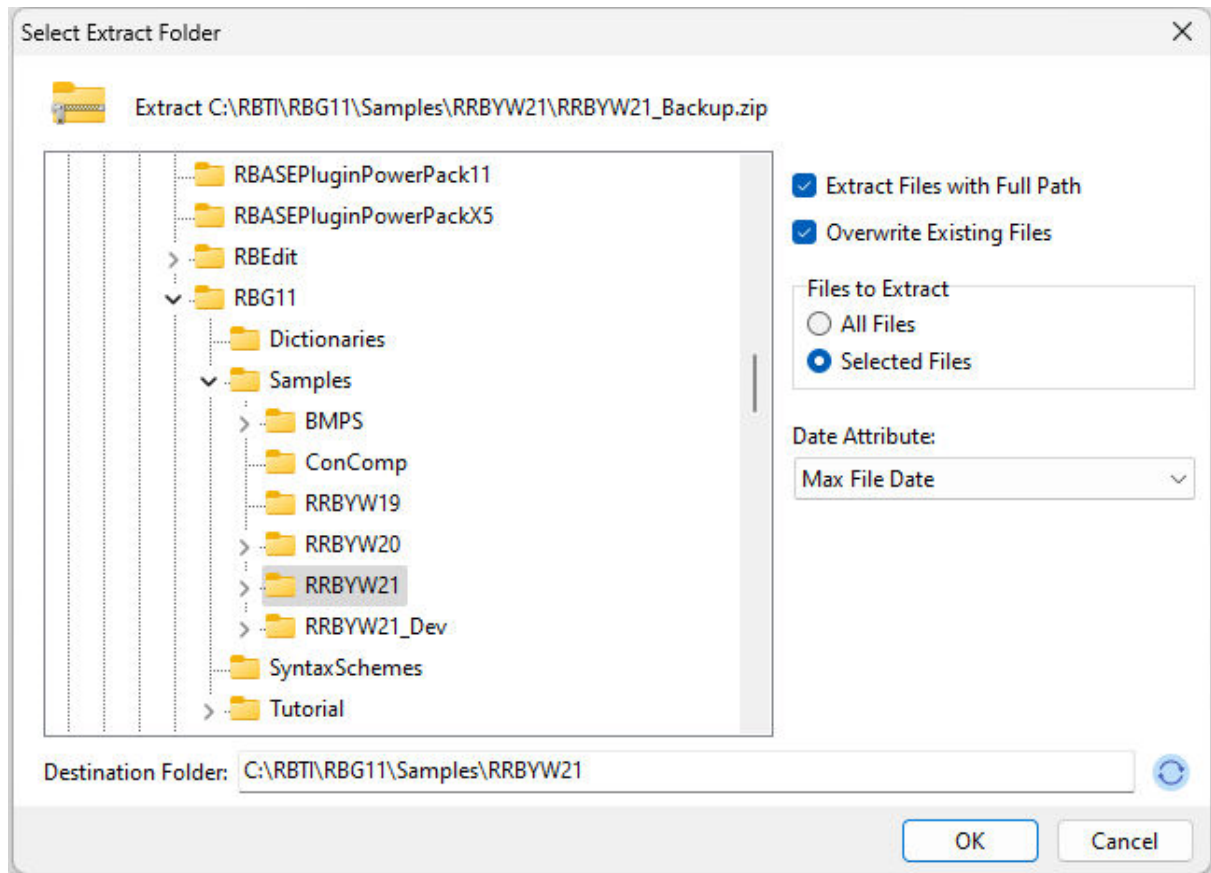 Select Extract Folder
Extract C:\RBTI\RBG11\Samples\RRBYW21\RRBYW21_Backup.zip
RBASEPluginPowerPack11
RBASEPluginPowerPackX5
RBEdit
RBG11
Dictionaries
Samples
BMPS
ConComp
RRBYW19
RRBYW20
RRBYW21
RRBYW21_Dev
SyntaxSchemes
Tutorial
Extract Files with Full Path
Overwrite Existing Files
Files to Extract
All Files
Selected Files
Date Attribute:
Max File Date
Destination Folder: C:\RBTI\RBG11\Samples\RRBYW21
OK Cancel